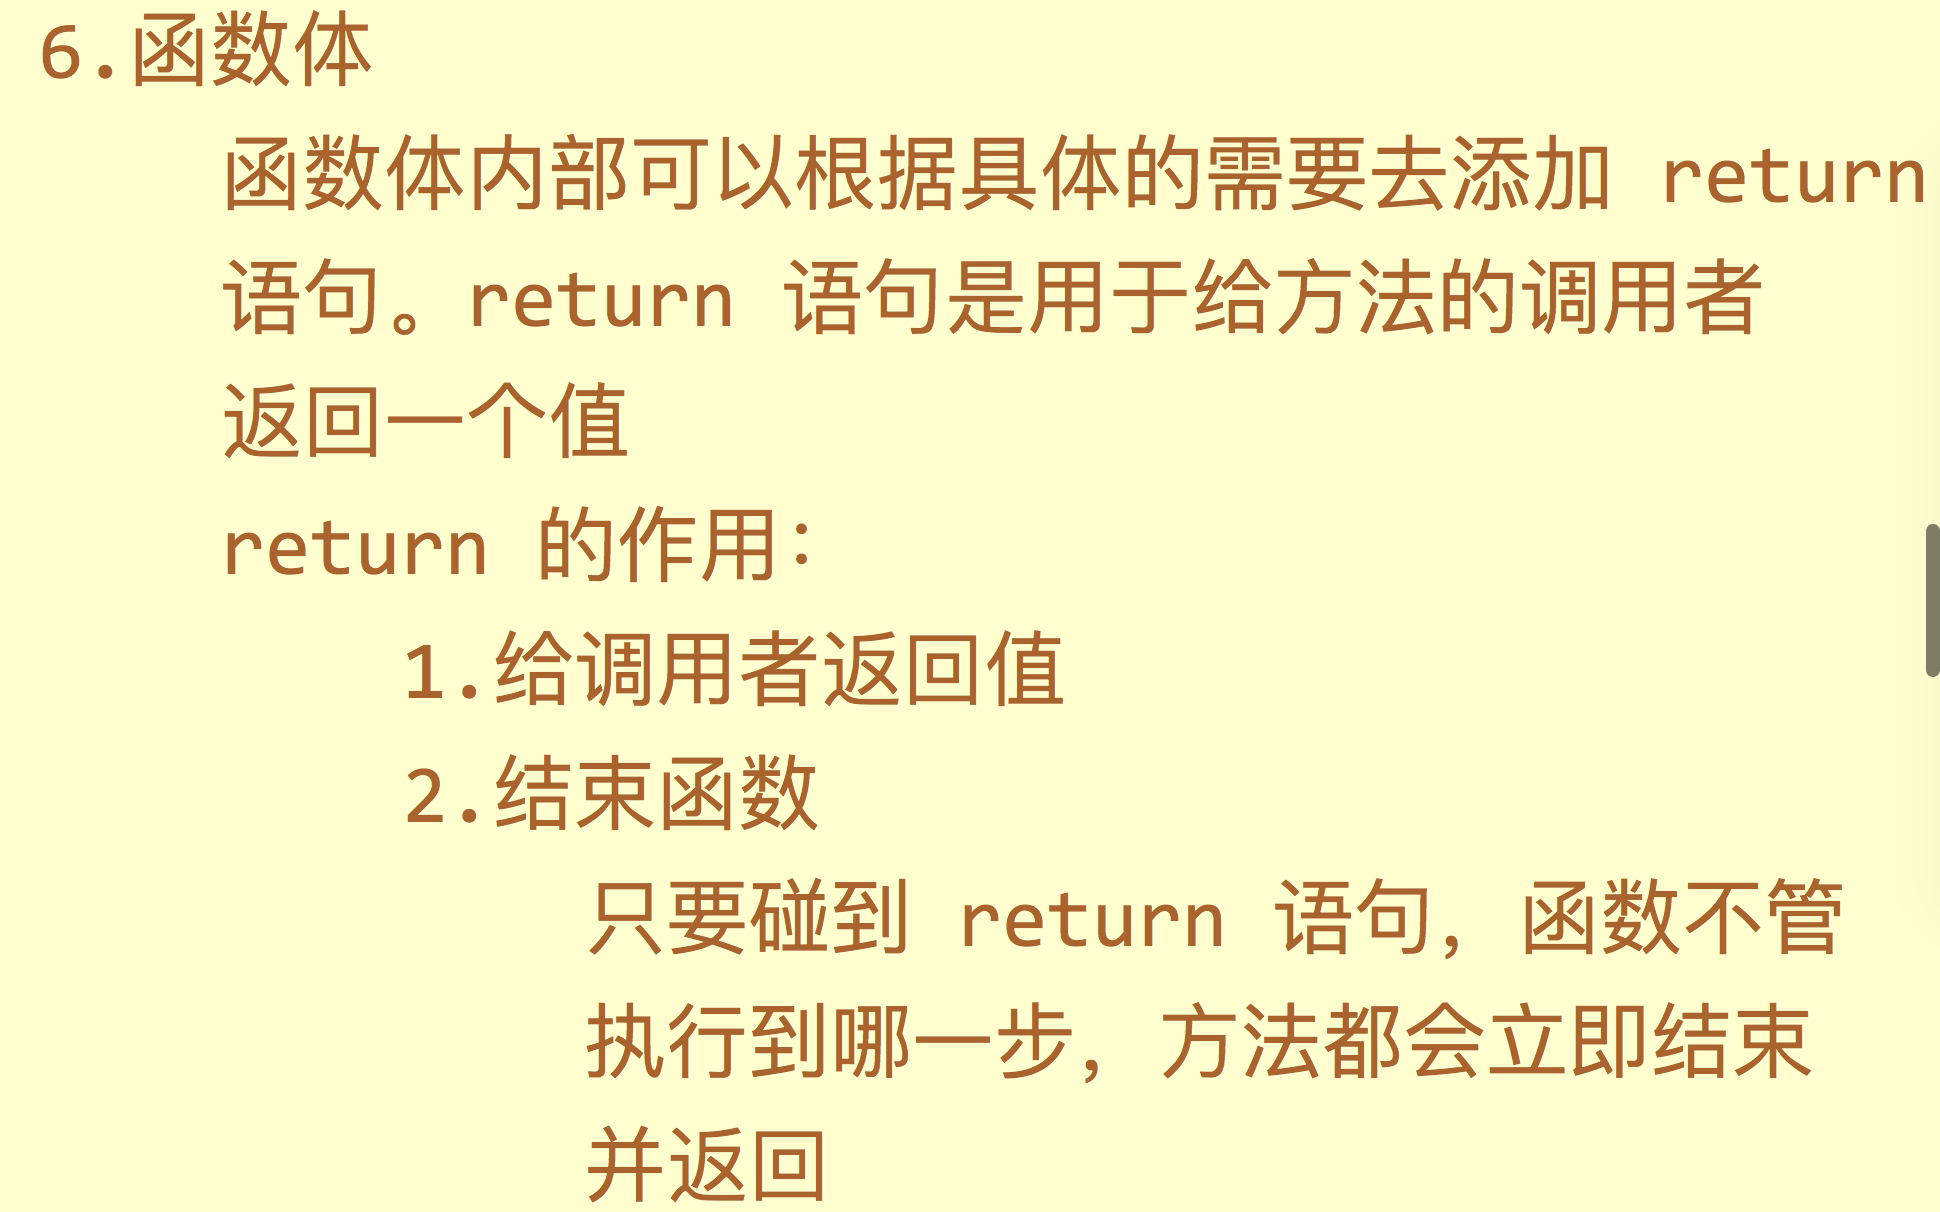 6.函数体
函数体内部可以根据具体的需要去添加 return
语句。return 语句是用于给方法的调用者
返回一个值
return 的作用：
1.给调用者返回值
2.结束函数
只要碰到 return 语句，函数不管
执行到哪一步，方法都会立即结束
并返回